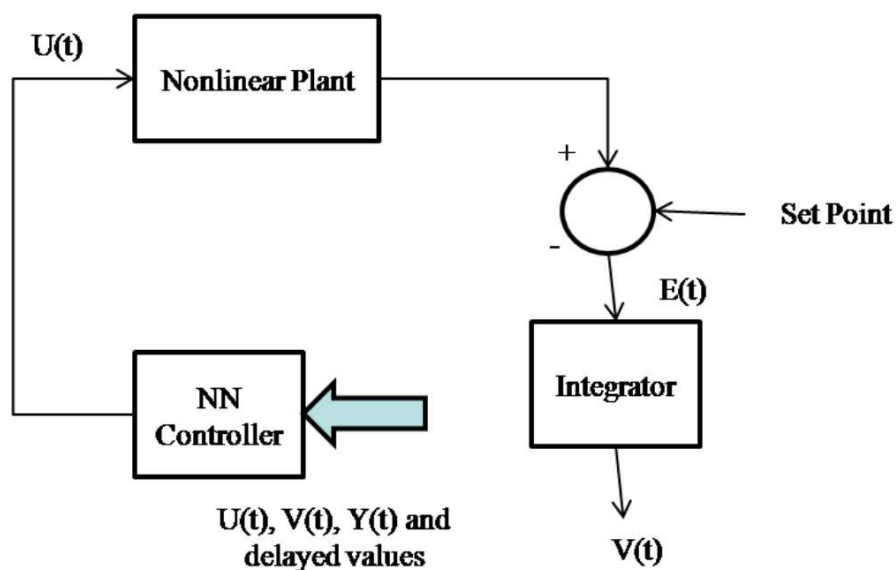 U(t)
Nonlinear Plant
+
Set Point
-
E(t)
NN
Controller
Integrator
U(t), V(t), Y(t) and
delayed values
V(t)